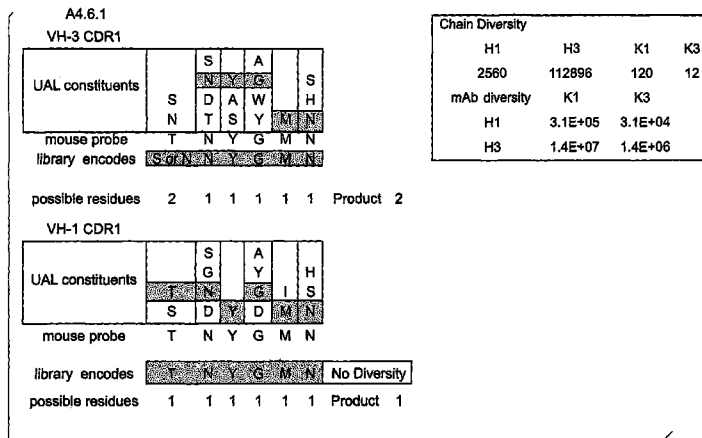 A4.6.1
VH-3 CDR1
S A
N Y G S
UAL constituents
S D A W H
N T S Y M N
mouse probe T N Y G M N
library encodes S or N N Y G M N
possible residues 2 1 1 1 1 1 Product 2
VH-1 CDR1
S A
G Y H
UAL constituents
T N G I S
S D Y D M N
mouse probe T N Y G M N
library encodes T N Y G M N No Diversity
possible residues 1 1 1 1 1 1 Product 1
Chain Diversity
H1 H3 K1 K3
2560 112896 120 12
mAb diversity K1 K3
H1 3.1E+05 3.1E+04
H3 1.4E+07 1.4E+06